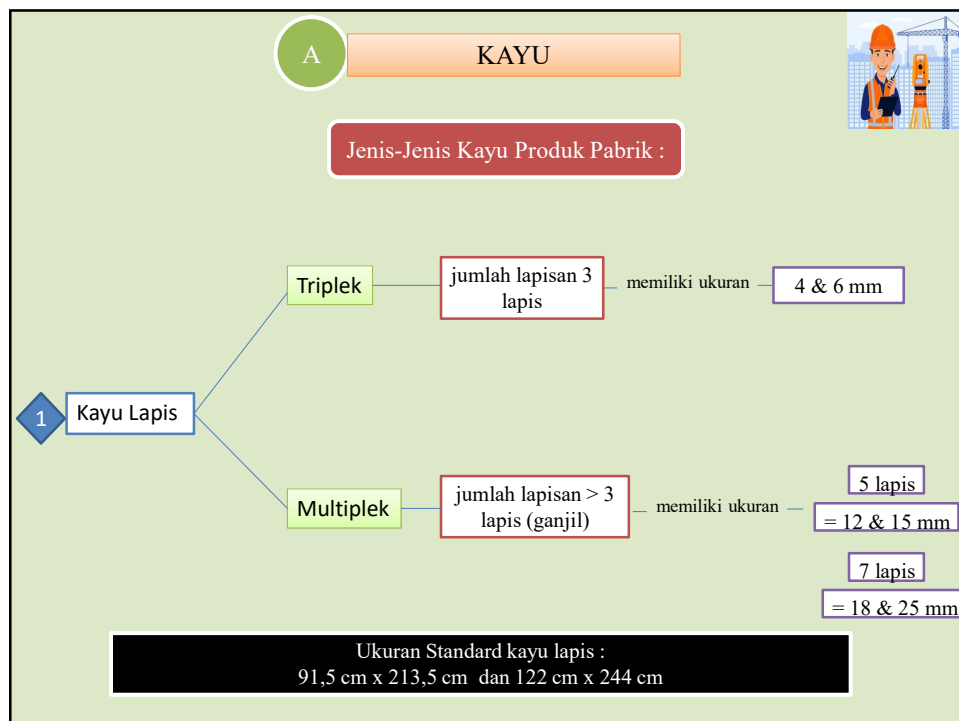 A
KAYU
Jenis-Jenis Kayu Produk Pabrik :
Triplek
jumlah lapisan 3
lapis
memiliki ukuran
4 & 6 mm
1
Kayu Lapis
Multiplek
jumlah lapisan > 3
lapis (ganjil)
memiliki ukuran
5 lapis
= 12 & 15 mm
7 lapis
= 18 & 25 mm
Ukuran Standard kayu lapis :
91,5 cm x 213,5 cm dan 122 cm x 244 cm